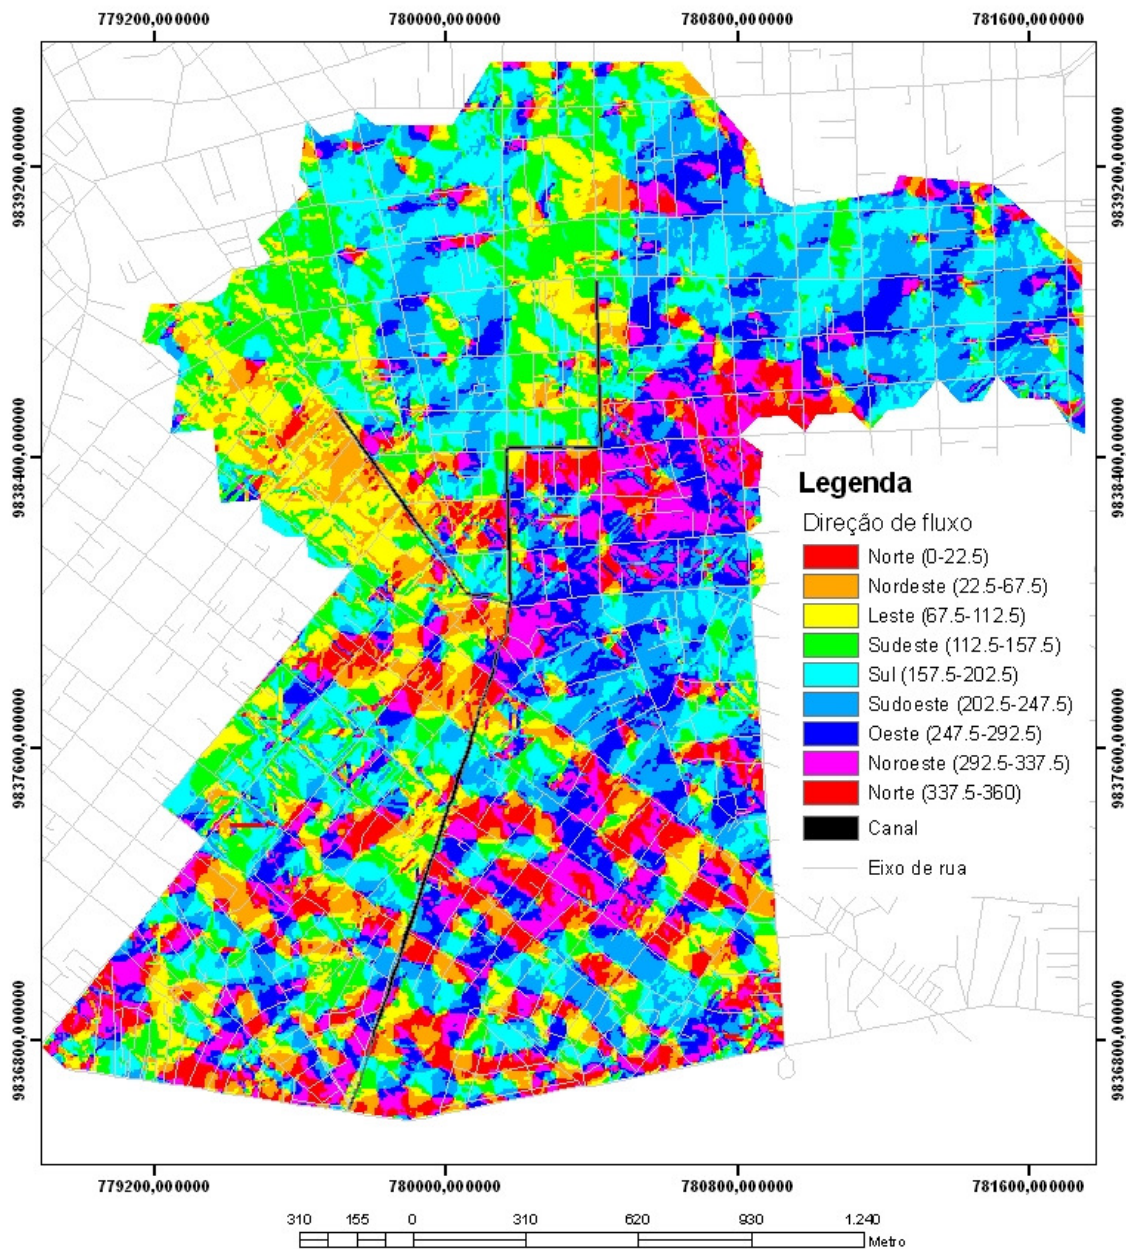 779200,000000 780000,000000 780800,000000 781600,000000
9839200,000000
9839200,000000
9838400,000000
9838400,000000
Legenda
Direção de fluxo
Norte (0-22.5)
Nordeste (22.5-67.5)
Leste (67.5-112.5)
Sudeste (112.5-157.5)
Sul (157.5-202.5)
Sudoeste (202.5-247.5)
Oeste (247.5-292.5)
Noroeste (292.5-337.5)
Norte (337.5-360)
Canal
Eixo de rua
9837600,000000
9837600,000000
9836800,000000
9836800,000000
779200,000000 780000,000000 780800,000000 781600,000000
310 155 0 310 620 930 1.240
Metro